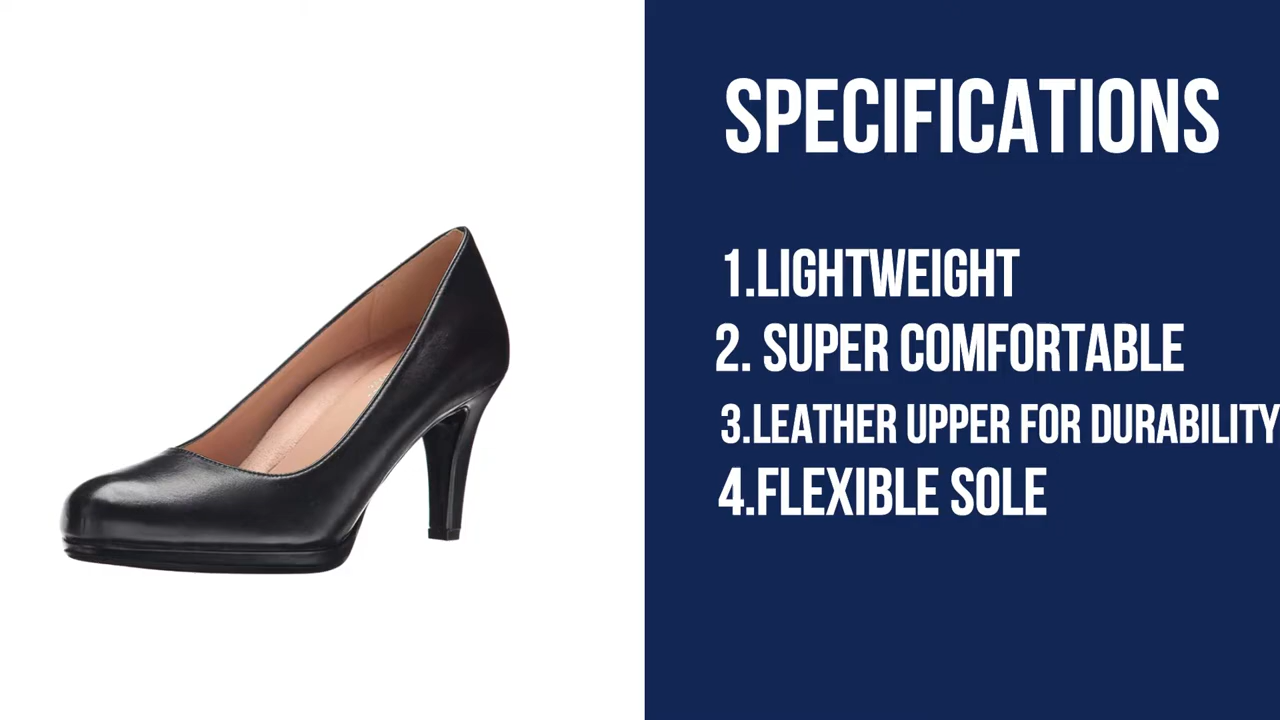 SPECIFICATIONS
1.LIGHTWEIGHT
2. SUPER COMFORTABLE
3.LEATHER UPPER FOR DURABILITY
4.FLEXIBLE SOLE